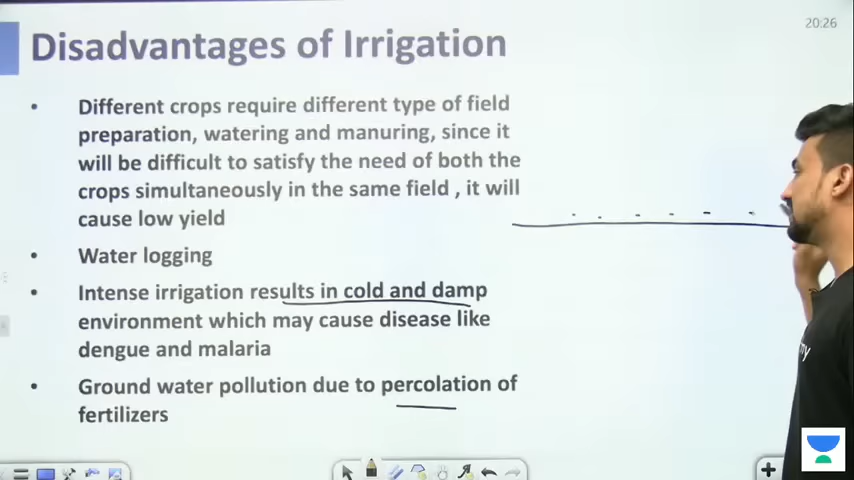 20:26
Disadvantages of Irrigation
• Different crops require different type of field
preparation, watering and manuring, since it
will be difficult to satisfy the need of both the
crops simultaneously in the same field , it will
cause low yield
• Water logging
• Intense irrigation results in cold and damp
environment which may cause disease like
dengue and malaria
• Ground water pollution due to percolation of
fertilizers